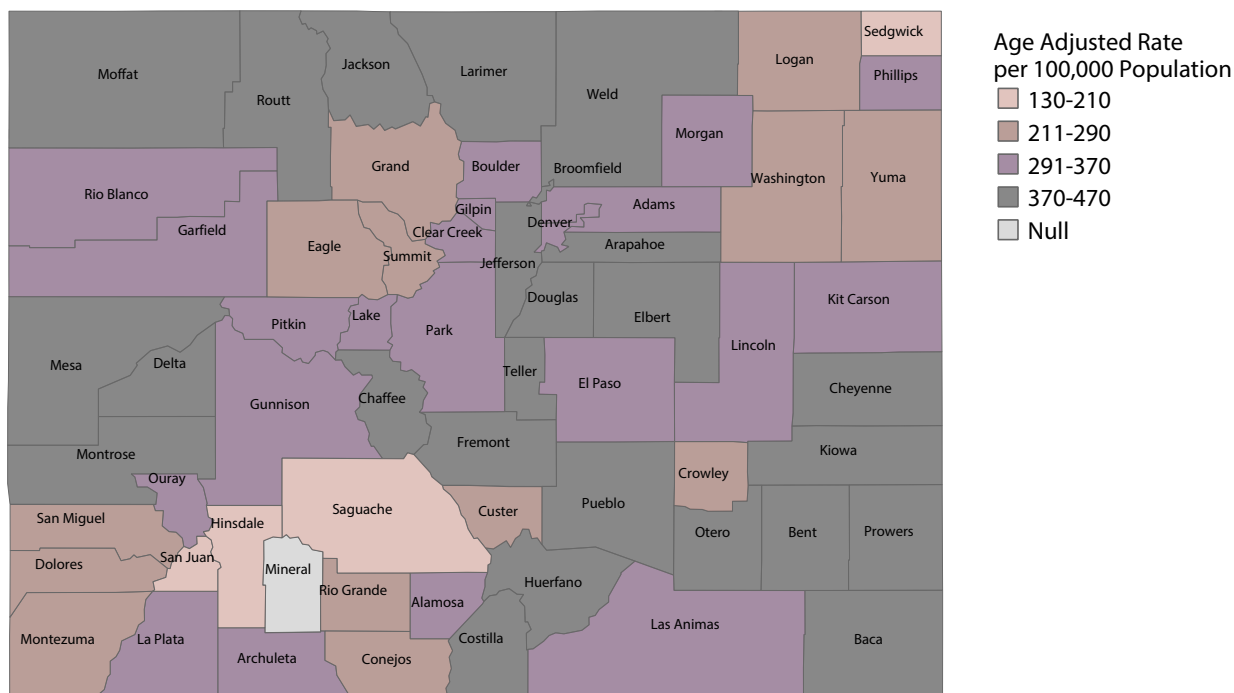 Age Adjusted Rate
per 100,000 Population
130-210
211-290
291-370
370-470
Null
Sedgwick
Logan
Phillips
Moffat
Jackson
Larimer
Routt
Weld
Morgan
Grand
Boulder
Broomfield
Washington
Yuma
Rio Blanco
Gilpin
Adams
Garfield
Clear Creek
Denver
Eagle
Summit
Arapahoe
Jefferson
Douglas
Kit Carson
Pitkin
Lake
Park
Elbert
Lincoln
Mesa
Delta
Teller
El Paso
Cheyenne
Gunnison
Chaffee
Fremont
Kiowa
Montrose
Ouray
Crowley
San Miguel
Hinsdale
Saguache
Custer
Pueblo
Otero
Bent
Prowers
San Juan
Dolores
Mineral
Rio Grande
Alamosa
Huerfano
Montezuma
La Plata
Archuleta
Conejos
Costilla
Las Animas
Baca